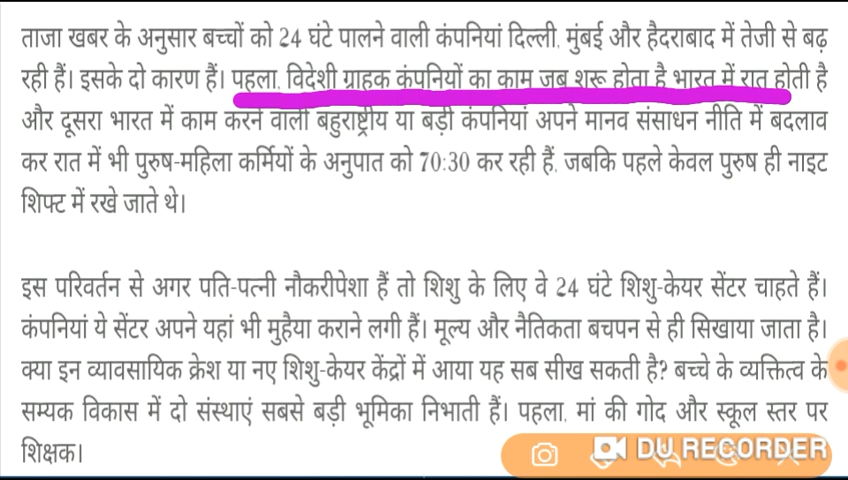 ताजा खबर के अनुसार बच्चों को 24 घंटे पालने वाली कंपनियां दिल्ली, मुंबई और हैदराबाद में तेजी से बढ़
रही हैं। इसके दो कारण हैं। पहला, विदेशी ग्राहक कंपनियों का काम जब शुरू होता है भारत में रात होती है
और दूसरा भारत में काम करने वाली बहुराष्ट्रीय या बड़ी कंपनियां अपने मानव संसाधन नीति में बदलाव
कर रात में भी पुरुष-महिला कर्मियों के अनुपात को 70:30 कर रही हैं, जबकि पहले केवल पुरुष ही नाइट
शिफ्ट में रखे जाते थे।
इस परिवर्तन से अगर पति-पत्नी नौकरीपेशा हैं तो शिशु के लिए वे 24 घंटे शिशु-केयर सेंटर चाहते हैं।
कंपनियां ये सेंटर अपने यहां भी मुहैया कराने लगी हैं। मूल्य और नैतिकता बचपन से ही सिखाया जाता है।
क्या इन व्यावसायिक क्रेश या नए शिशु-केयर केंद्रों में आया यह सब सीख सकती है? बच्चे के व्यक्तित्व के
सम्यक विकास में दो संस्थाएं सबसे बड़ी भूमिका निभाती हैं। पहला, मां की गोद और स्कूल स्तर पर
शिक्षक।
DU RECORDER